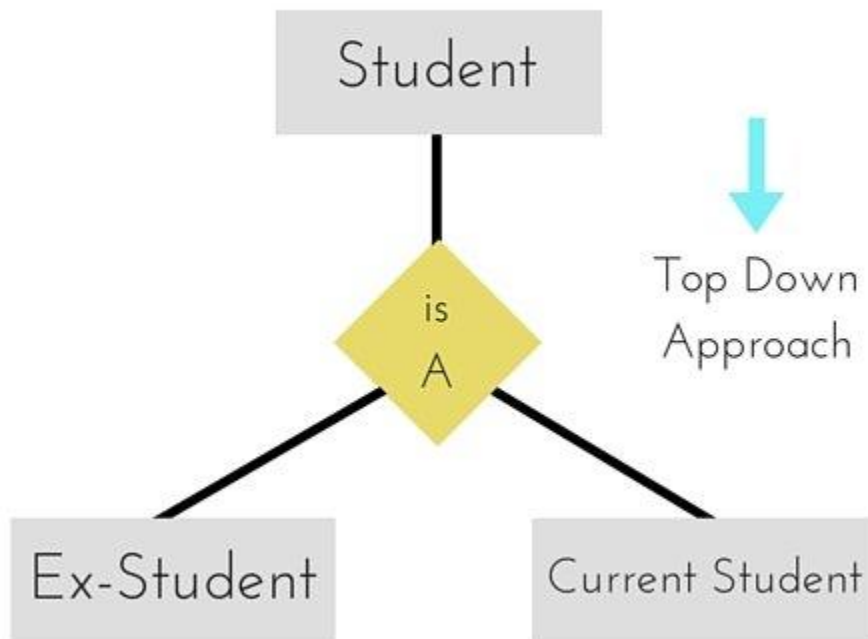 Student
is
A
Top Down
Approach
Ex-Student
Current Student